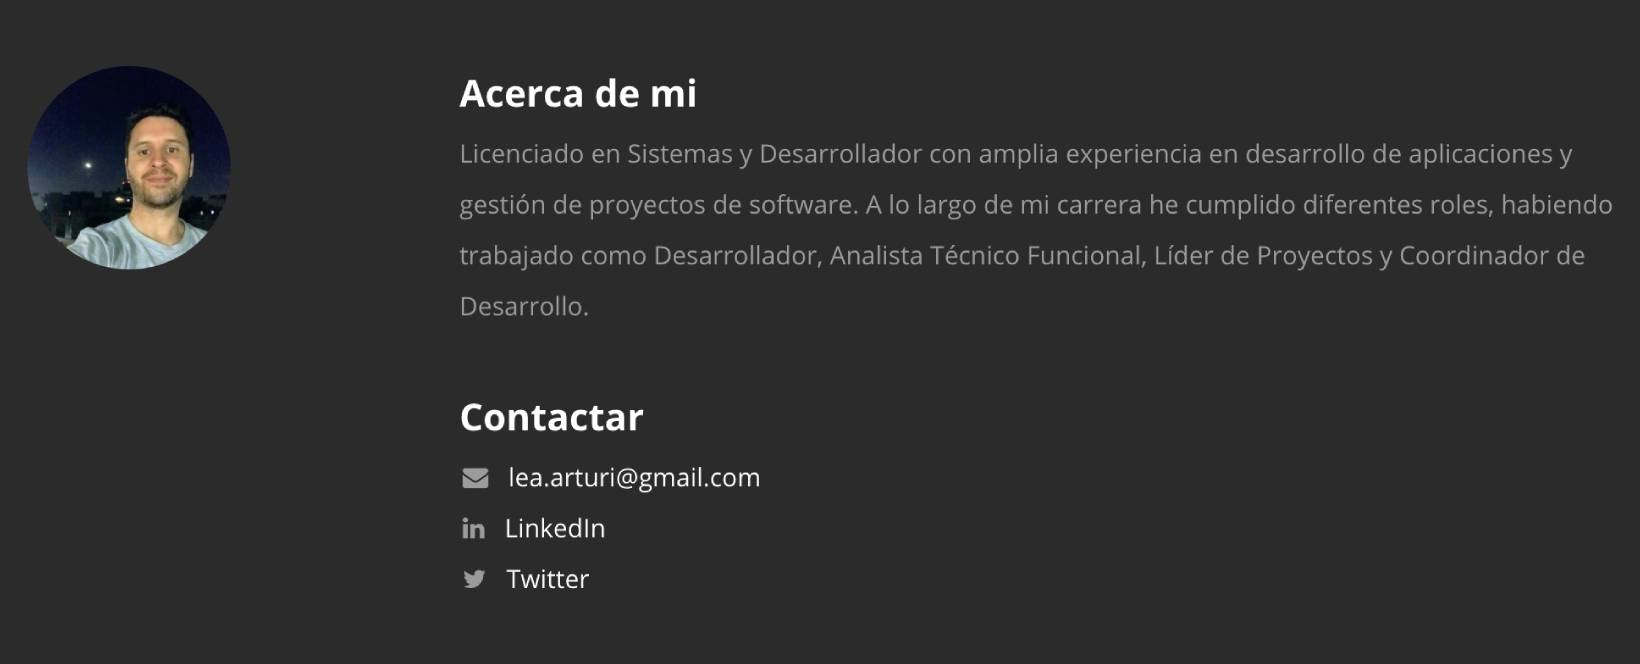 Acerca de mi
Licenciado en Sistemas y Desarrollador con amplia experiencia en desarrollo de aplicaciones y
gestión de proyectos de software. A lo largo de mi carrera he cumplido diferentes roles, habiendo
trabajado como Desarrollador, Analista Técnico Funcional, Líder de Proyectos y Coordinador de
Desarrollo.
Contactar
lea.arturi@gmail.com
in LinkedIn
Twitter